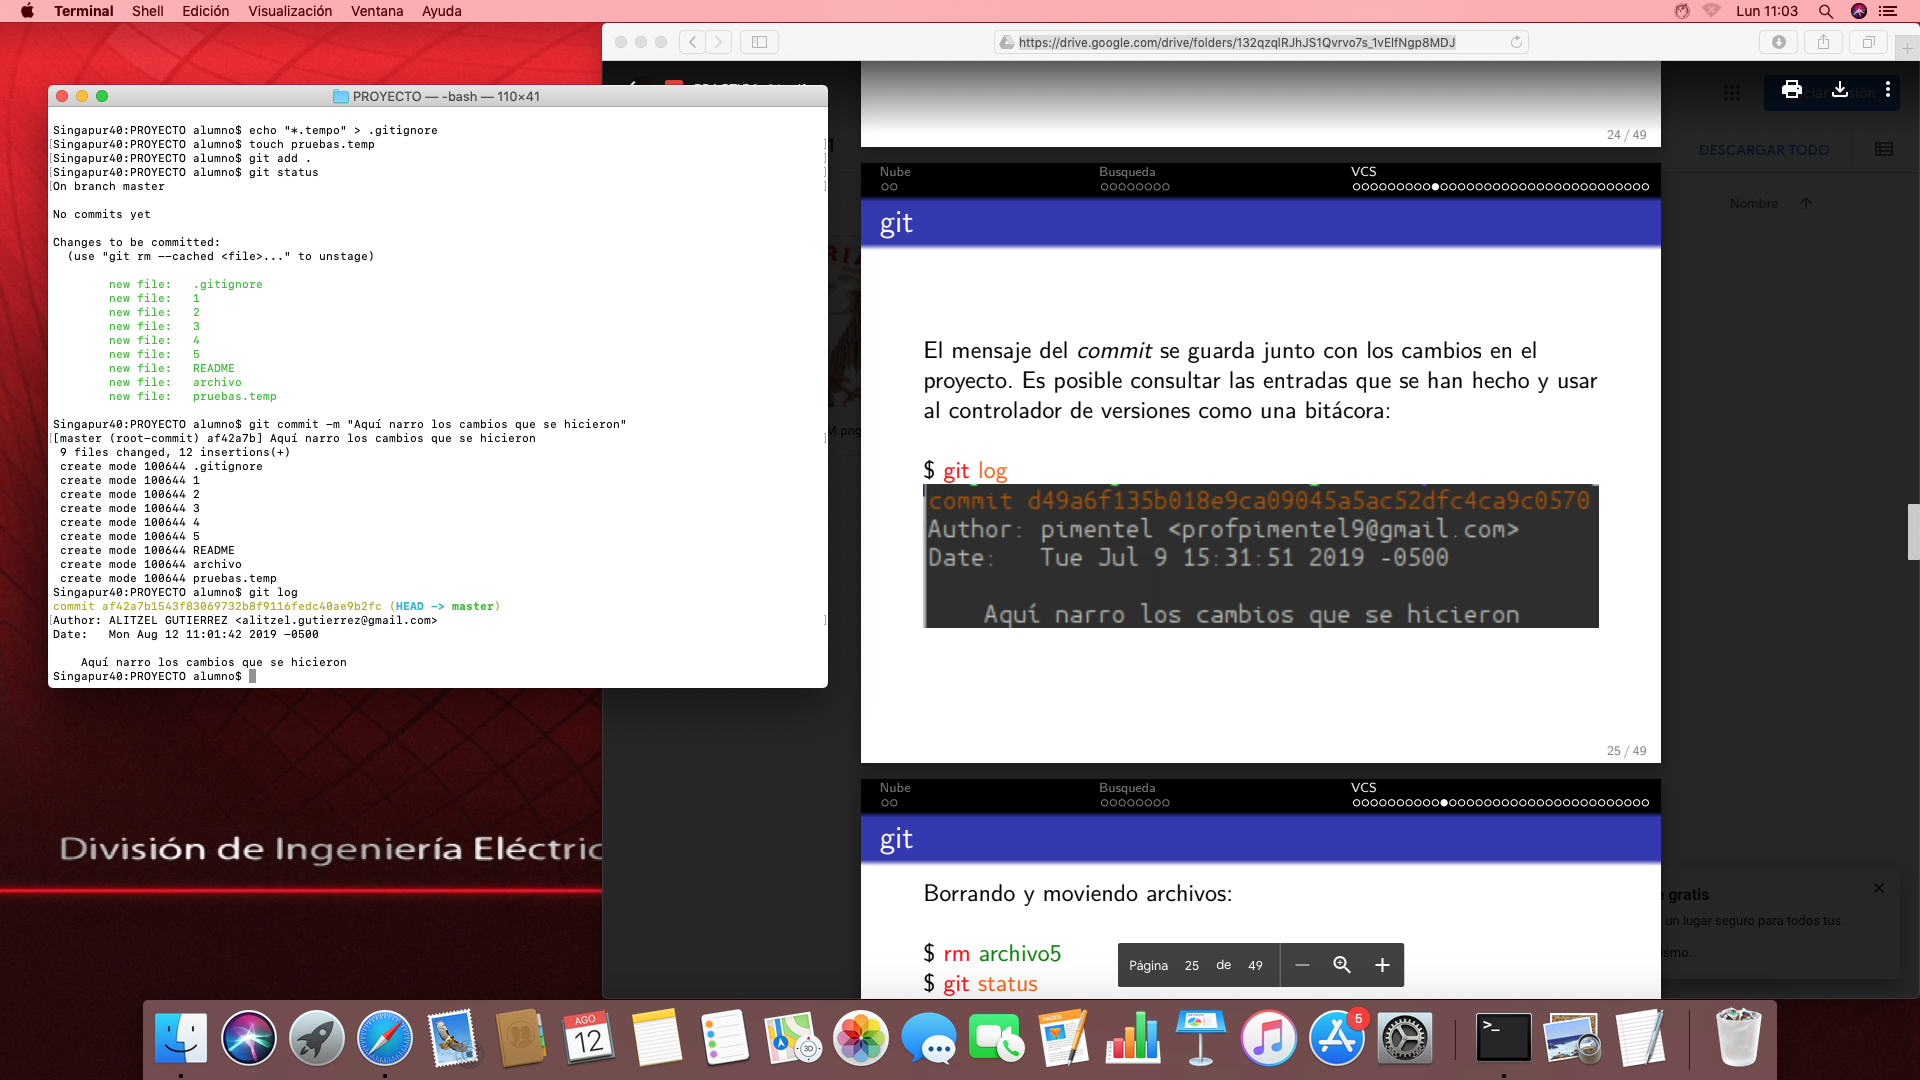 Terminal Shell Edición Visualización Ventana Ayuda
Lun 11:03
https://drive.google.com/drive/folders/132qzqlRJhJS1Qvrvo7s_1vElfNgp8MDJ
PROYECTO — -bash — 110×41
Singapur40:PROYECTO alumno$ echo "*.tempo" > .gitignore
[Singapur40:PROYECTO alumno$ touch pruebas.temp ]
[Singapur40:PROYECTO alumno$ git add . ]
[Singapur40:PROYECTO alumno$ git status ]
[On branch master ]
No commits yet
Changes to be committed:
(use "git rm --cached <file>..." to unstage)
new file: .gitignore
new file: 1
new file: 2
new file: 3
new file: 4
new file: 5
new file: README
new file: archivo
new file: pruebas.temp
Singapur40:PROYECTO alumno$ git commit -m "Aquí narro los cambios que se hicieron"
[[master (root-commit) af42a7b] Aquí narro los cambios que se hicieron ]
9 files changed, 12 insertions(+)
create mode 100644 .gitignore
create mode 100644 1
create mode 100644 2
create mode 100644 3
create mode 100644 4
create mode 100644 5
create mode 100644 README
create mode 100644 archivo
create mode 100644 pruebas.temp
Singapur40:PROYECTO alumno$ git log
commit af42a7b1543f83069732b8f9116fedc40ae9b2fc (HEAD -> master)
[Author: ALITZEL GUTIERREZ <alitzel.gutierrez@gmail.com> ]
Date: Mon Aug 12 11:01:42 2019 -0500
Aquí narro los cambios que se hicieron
Singapur40:PROYECTO alumno$
24 / 49
DESCARGAR TODO
Nombre
M.png
Nube Busqueda VCS
git
El mensaje del commit se guarda junto con los cambios en el
proyecto. Es posible consultar las entradas que se han hecho y usar
al controlador de versiones como una bitácora:
$ git log
commit d49a6f135b018e9ca09045a5ac52dfc4ca9c0570
Author: pimentel <profpimentel9@gmail.com>
Date: Tue Jul 9 15:31:51 2019 -0500
Aquí narro los cambios que se hicieron
25 / 49
Nube Busqueda VCS
git
Borrando y moviendo archivos:
$ rm archivo5
$ git status
Página 25 de 49
gratis
un lugar seguro para todos tus
ismo.
División de Ingeniería Eléctric
AGO
12
3D
PAGES
5
>_